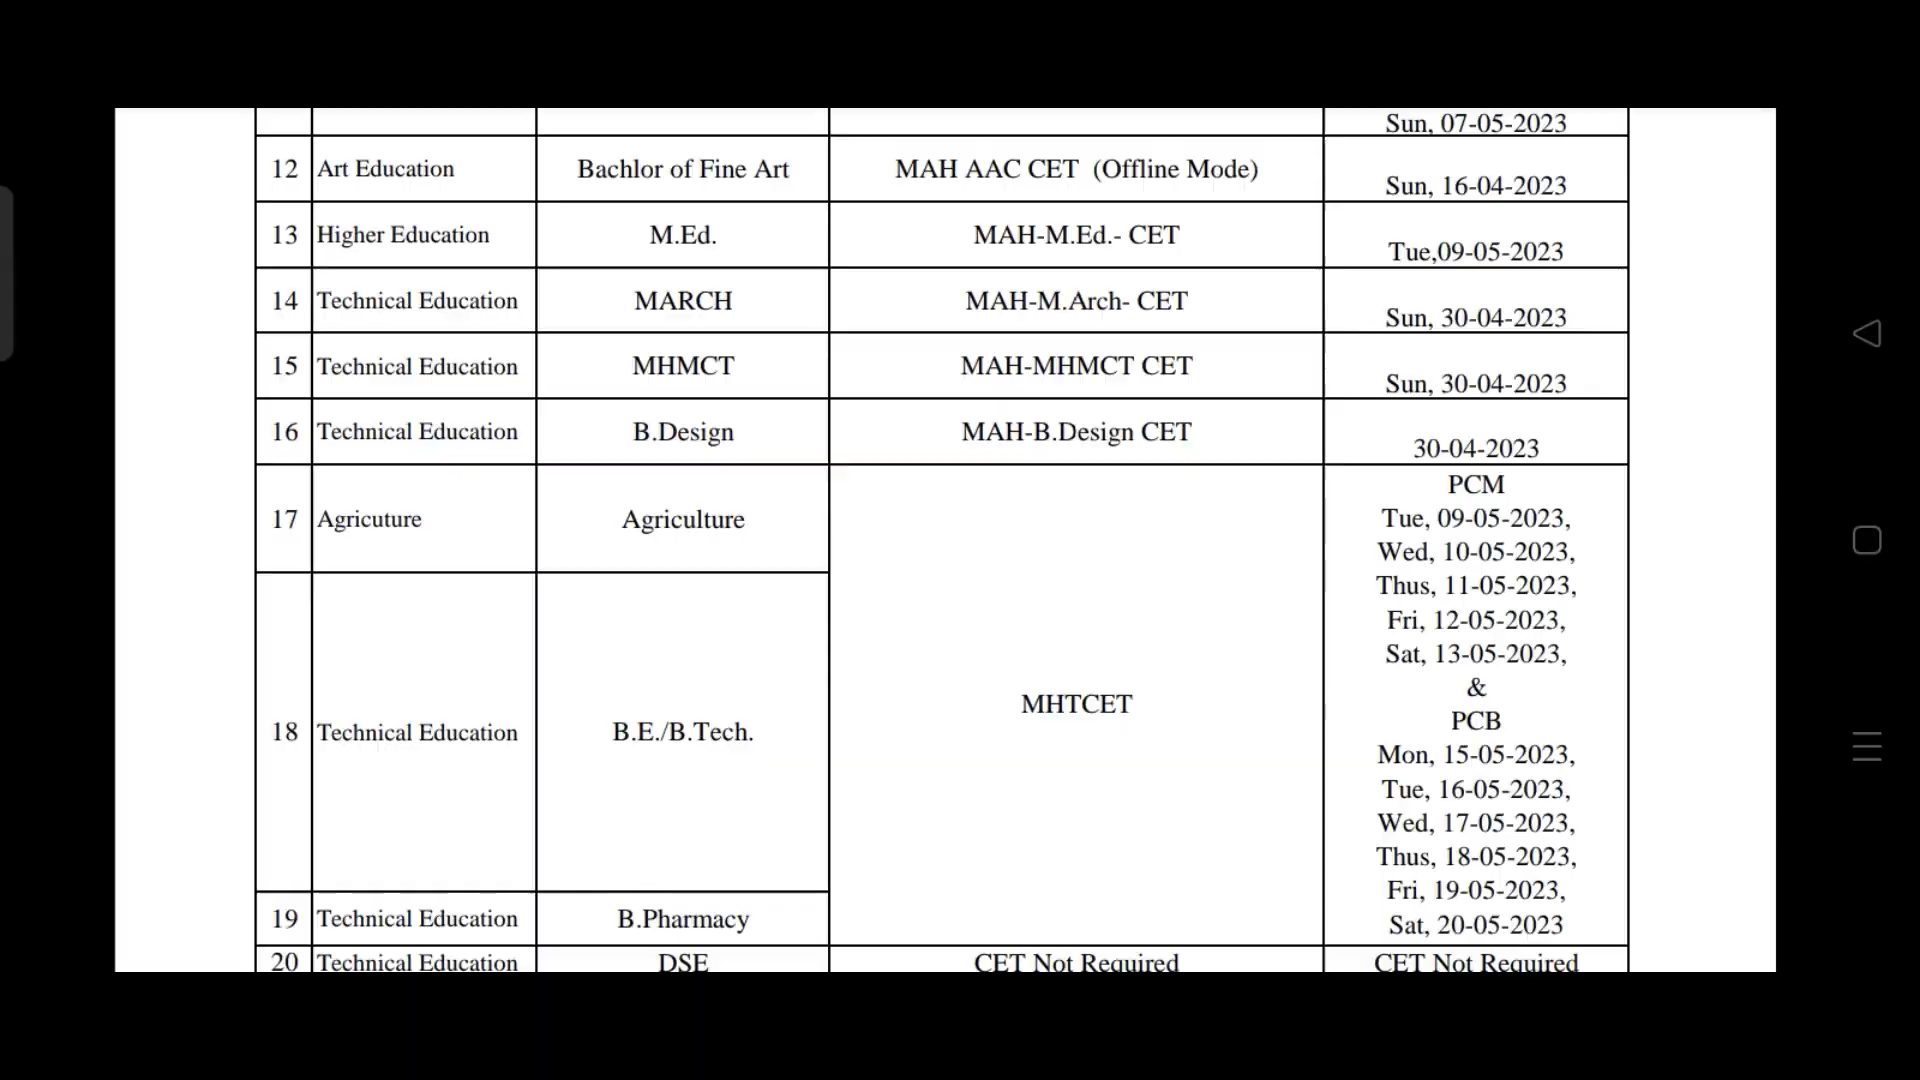 Sun, 07-05-2023
12 Art Education Bachlor of Fine Art MAH AAC CET (Offline Mode) Sun, 16-04-2023
13 Higher Education M.Ed. MAH-M.Ed.- CET Tue,09-05-2023
14 Technical Education MARCH MAH-M.Arch- CET Sun, 30-04-2023
15 Technical Education MHMCT MAH-MHMCT CET Sun, 30-04-2023
16 Technical Education B.Design MAH-B.Design CET 30-04-2023
17 Agricuture Agriculture
18 Technical Education B.E./B.Tech.
19 Technical Education B.Pharmacy
MHTCET
PCM
Tue, 09-05-2023,
Wed, 10-05-2023,
Thus, 11-05-2023,
Fri, 12-05-2023,
Sat, 13-05-2023,
&
PCB
Mon, 15-05-2023,
Tue, 16-05-2023,
Wed, 17-05-2023,
Thus, 18-05-2023,
Fri, 19-05-2023,
Sat, 20-05-2023
20 Technical Education DSE CET Not Required CET Not Required